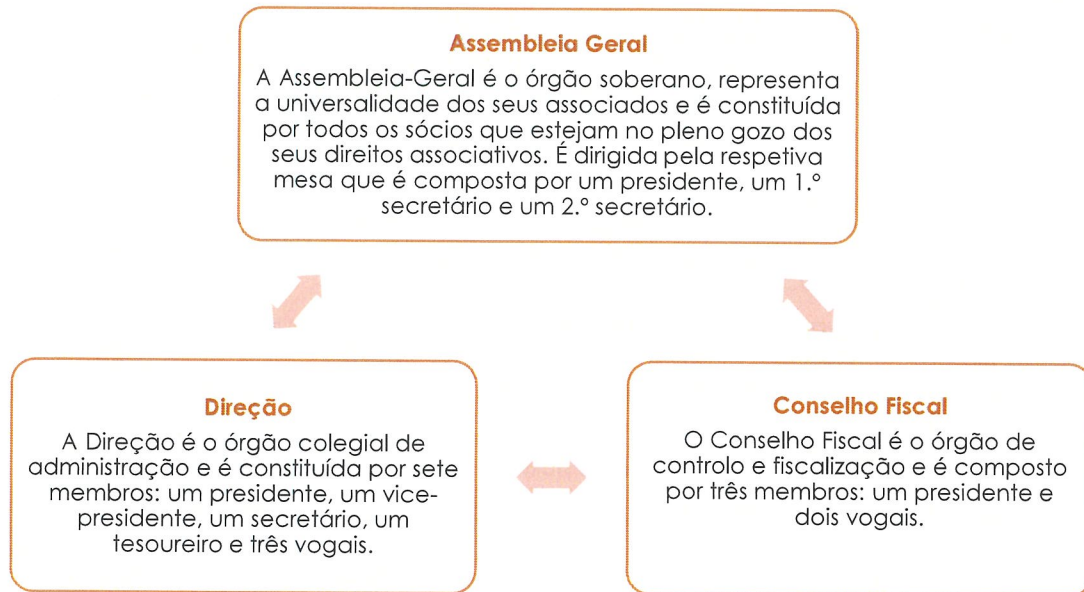 Assembleia Geral
A Assembleia-Geral é o órgão soberano, representa
a universalidade dos seus associados e é constituída
por todos os sócios que estejam no pleno gozo dos
seus direitos associativos. É dirigida pela respetiva
mesa que é composta por um presidente, um 1.º
secretário e um 2.º secretário.
Direção
A Direção é o órgão colegial de
administração e é constituída por sete
membros: um presidente, um vice-
presidente, um secretário, um
tesoureiro e três vogais.
Conselho Fiscal
O Conselho Fiscal é o órgão de
controlo e fiscalização e é composto
por três membros: um presidente e
dois vogais.